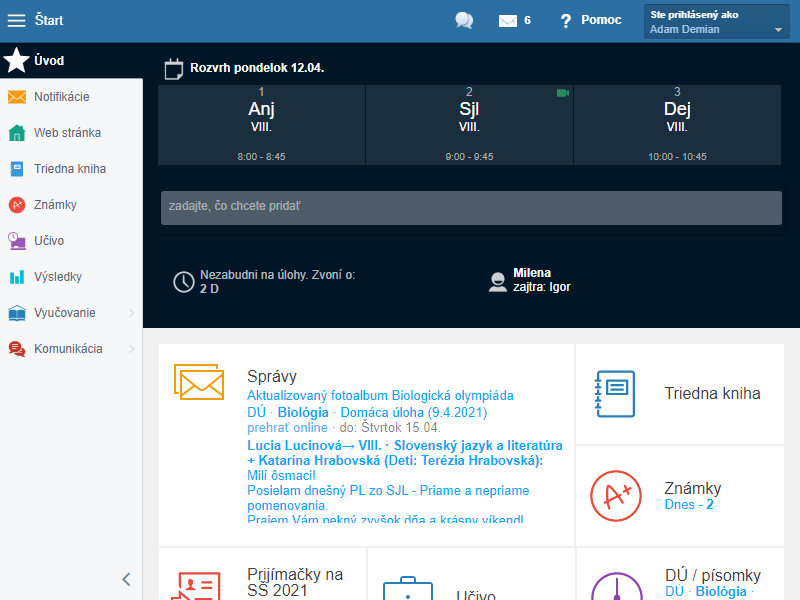 Štart
6
Pomoc
Ste prihlásený ako
Adam Demian
Úvod
Notifikácie
Web stránka
Triedna kniha
Známky
Učivo
Výsledky
Vyučovanie
Komunikácia
Rozvrh pondelok 12.04.
1
Anj
VIII.
8:00 - 8:45
2
Sjl
VIII.
9:00 - 9:45
3
Dej
VIII.
10:00 - 10:45
zadajte, čo chcete pridať
Nezabudni na úlohy. Zvoní o:
2 D
Milena
zajtra: Igor
Správy
Aktualizovaný fotoalbum Biologická olympiáda
DÚ · Biológia · Domáca úloha (9.4.2021)
prehrať online · do: Štvrtok 15.04.
Lucia Lucinová→ VIII. · Slovenský jazyk a literatúra
+ Katarína Hrabovská (Deti: Terézia Hrabovská):
Milí ôsmaci!
Posielam dnešný PL zo SJL - Priame a nepriame
pomenovania.
Prajem Vám pekný zvyšok dňa a krásny víkend!
Triedna kniha
Známky
Dnes - 2
Prijímačky na
SŠ 2021
Učivo
DÚ / písomky
DÚ · Biológia ·